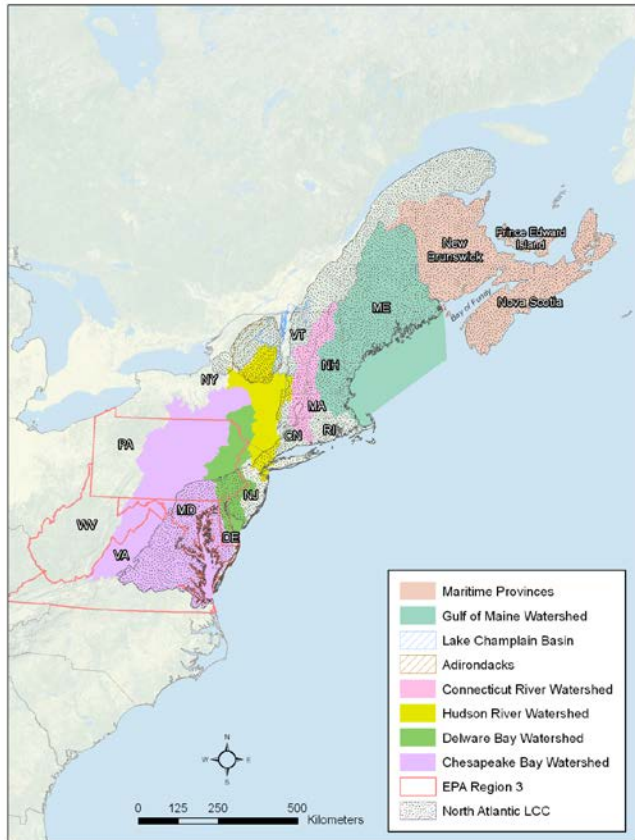 New
Brunswick
Prince Edward
Island
Nova Scotia
Bay of Fundy
ME
VT
NH
NY
MA
CN
RI
PA
NJ
MD
DE
WV
VA
Maritime Provinces
Gulf of Maine Watershed
Lake Champlain Basin
Adirondacks
Connecticut River Watershed
Hudson River Watershed
Delware Bay Watershed
Chesapeake Bay Watershed
EPA Region 3
North Atlantic LCC
N
W E
S
0 125 250 500
Kilometers